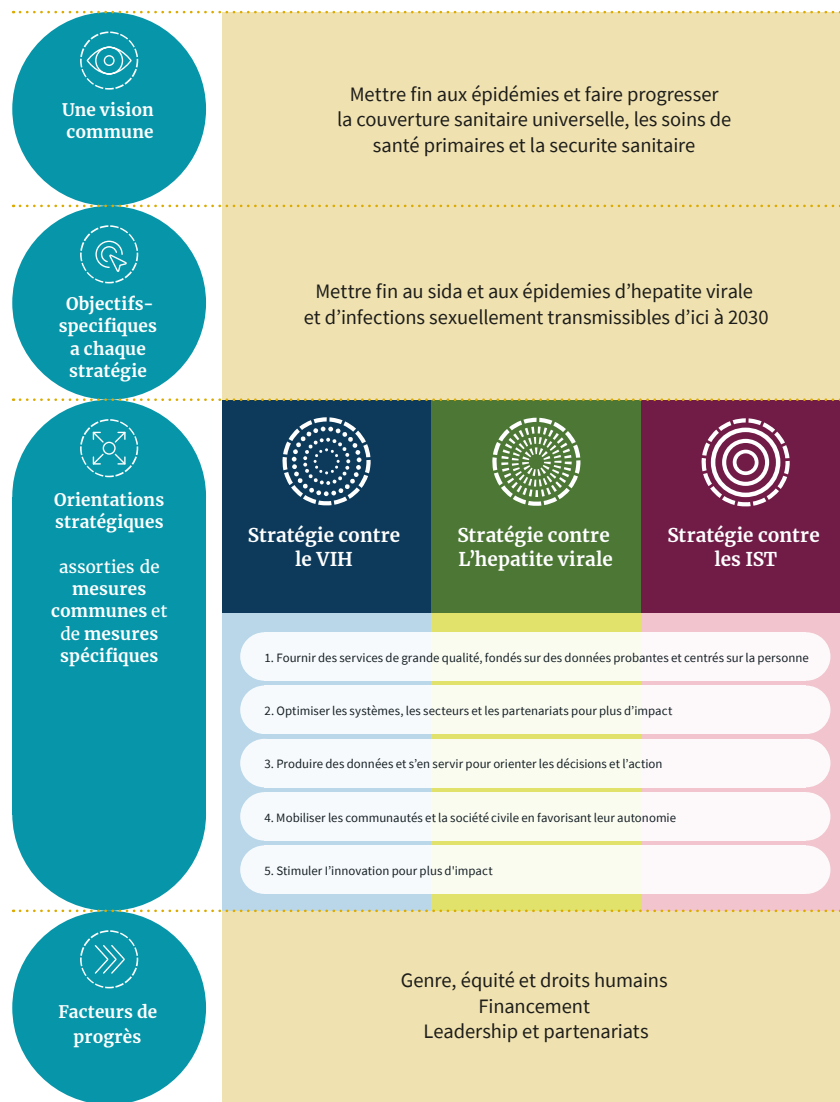 Une vision
commune
Mettre fin aux épidémies et faire progresser
la couverture sanitaire universelle, les soins de
santé primaires et la securite sanitaire
Objectifs-
specifiques
a chaque
stratégie
Mettre fin au sida et aux épidemies d’hepatite virale
et d’infections sexuellement transmissibles d’ici à 2030
Orientations
stratégiques
assorties de
mesures
communes et
de mesures
spécifiques
Stratégie contre
le VIH
Stratégie contre
L’hepatite virale
Stratégie contre
les IST
1. Fournir des services de grande qualité, fondés sur des données probantes et centrés sur la personne
2. Optimiser les systèmes, les secteurs et les partenariats pour plus d’impact
3. Produire des données et s’en servir pour orienter les décisions et l’action
4. Mobiliser les communautés et la société civile en favorisant leur autonomie
5. Stimuler l’innovation pour plus d'impact
Facteurs de
progrès
Genre, équité et droits humains
Financement
Leadership et partenariats